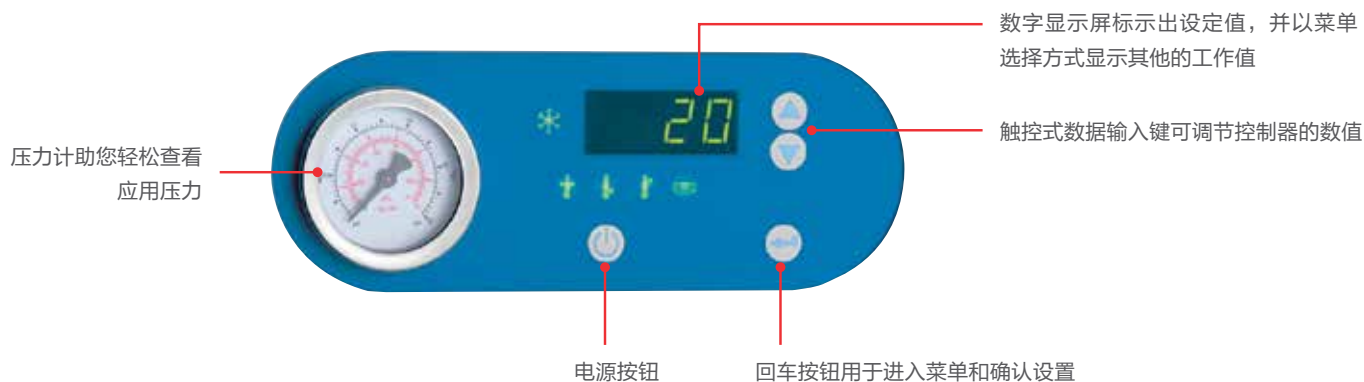 数字显示屏标示出设定值，并以菜单
选择方式显示其他的工作值
20
触控式数据输入键可调节控制器的数值
压力计助您轻松查看
应用压力
电源按钮
回车按钮用于进入菜单和确认设置